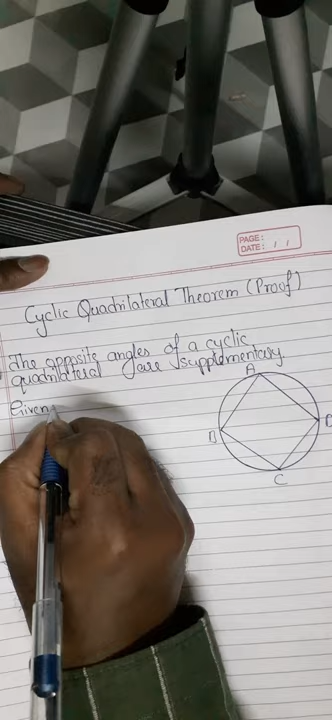 PAGE:
DATE: / /
Cyclic Quadrilateral Theorem (Proof)
The opposite angles of a cyclic
quadrilateral are supplementary.
Given
A
D
B
C